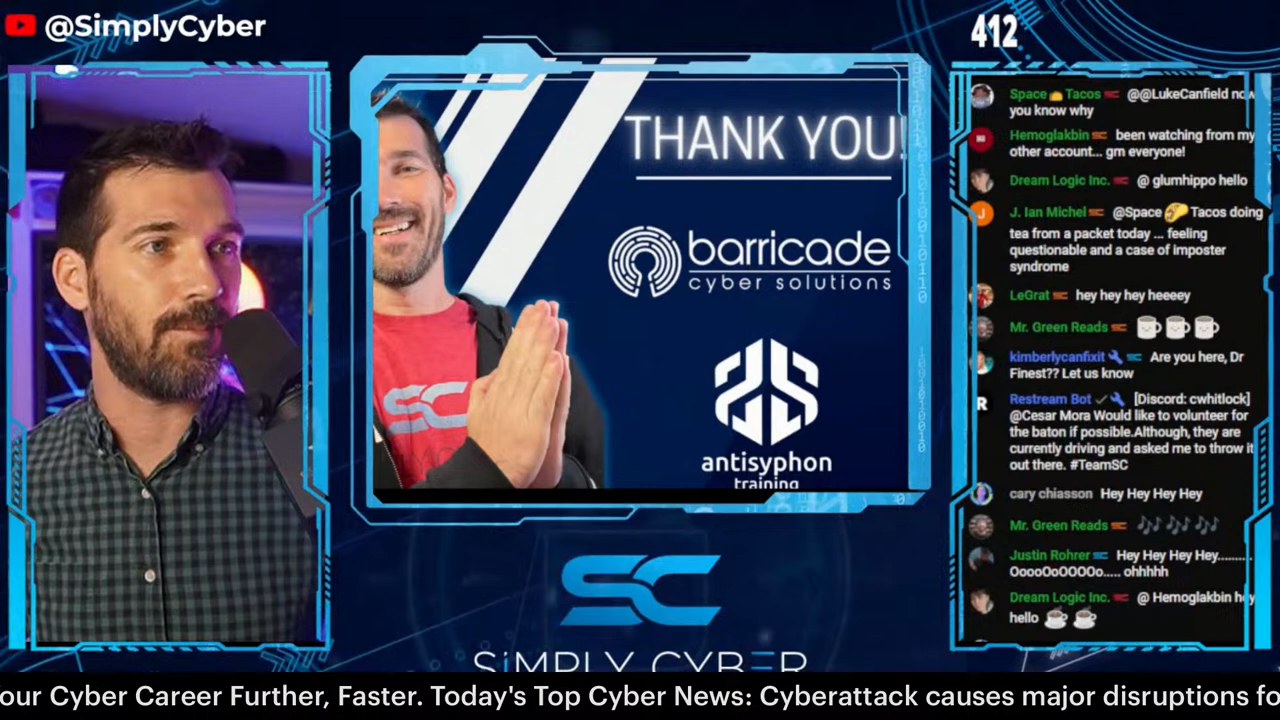 @SimplyCyber
412
THANK YOU!
barricade
cyber solutions
antisyphon
training
SC
SC
SiMPLY CYBER
Space Tacos @@LukeCanfield now
you know why
Hemoglakbin been watching from my
other account... gm everyone!
Dream Logic Inc. @ glumhippo hello
J. Ian Michel @Space Tacos doing
tea from a packet today ... feeling
questionable and a case of imposter
syndrome
LeGrat hey hey hey heeeey
Mr. Green Reads
kimberlycanfixit Are you here, Dr
Finest?? Let us know
Restream Bot [Discord: cwhitlock]
@Cesar Mora Would like to volunteer for
the baton if possible.Although, they are
currently driving and asked me to throw it
out there. #TeamSC
cary chiasson Hey Hey Hey Hey
Mr. Green Reads
Justin Rohrer Hey Hey Hey Hey..........
OoooOoOOOOo..... ohhhhh
Dream Logic Inc. @ Hemoglakbin hey
hello
our Cyber Career Further, Faster. Today's Top Cyber News: Cyberattack causes major disruptions fo